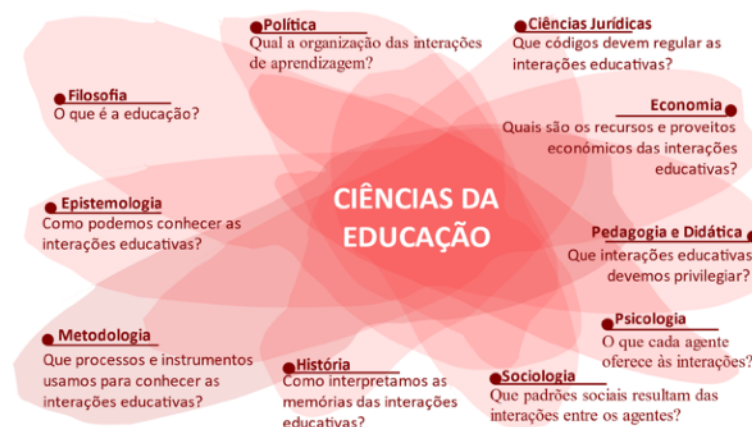 Política
Qual a organização das interações
de aprendizagem?
Ciências Jurídicas
Que códigos devem regular as
interações educativas?
Filosofia
O que é a educação?
Economia
Quais são os recursos e proveitos
económicos das interações
educativas?
CIÊNCIAS DA
EDUCAÇÃO
Epistemologia
Como podemos conhecer as
interações educativas?
Pedagogia e Didática
Que interações educativas
devemos privilegiar?
Metodologia
Que processos e instrumentos
usamos para conhecer as
interações educativas?
História
Como interpretamos as
memórias das interações
educativas?
Psicologia
O que cada agente
oferece às interações?
Sociologia
Que padrões sociais resultam das
interações entre os agentes?